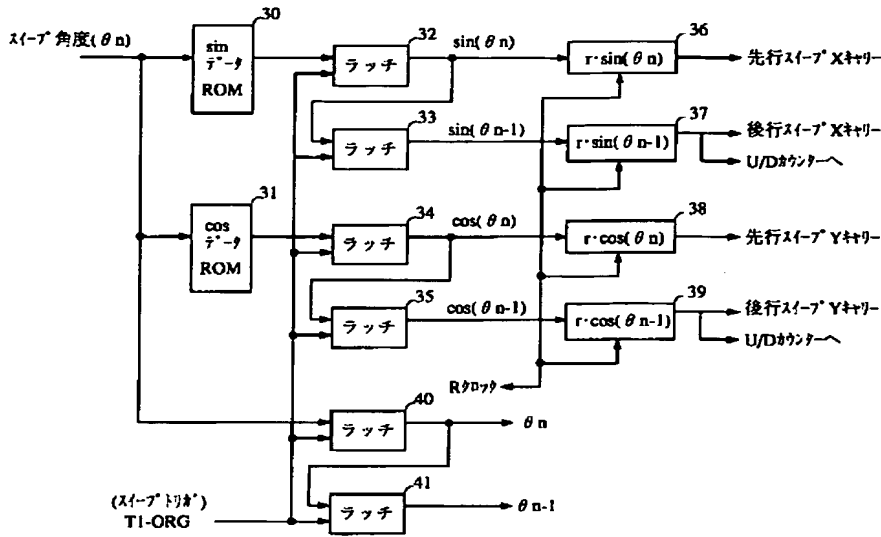 スイープ角度(θn)
30
sin
データ
ROM
32
ラッチ
sin(θn)
36
r・sin(θn)
先行スイープXキャリー
33
ラッチ
sin(θn-1)
37
r・sin(θn-1)
後行スイープXキャリー
U/Dカウンターへ
31
cos
データ
ROM
34
ラッチ
cos(θn)
38
r・cos(θn)
先行スイープYキャリー
35
ラッチ
cos(θn-1)
39
r・cos(θn-1)
後行スイープYキャリー
U/Dカウンターへ
Rクロック
40
ラッチ
θn
(スイープトリガ)
T1-ORG
41
ラッチ
θn-1